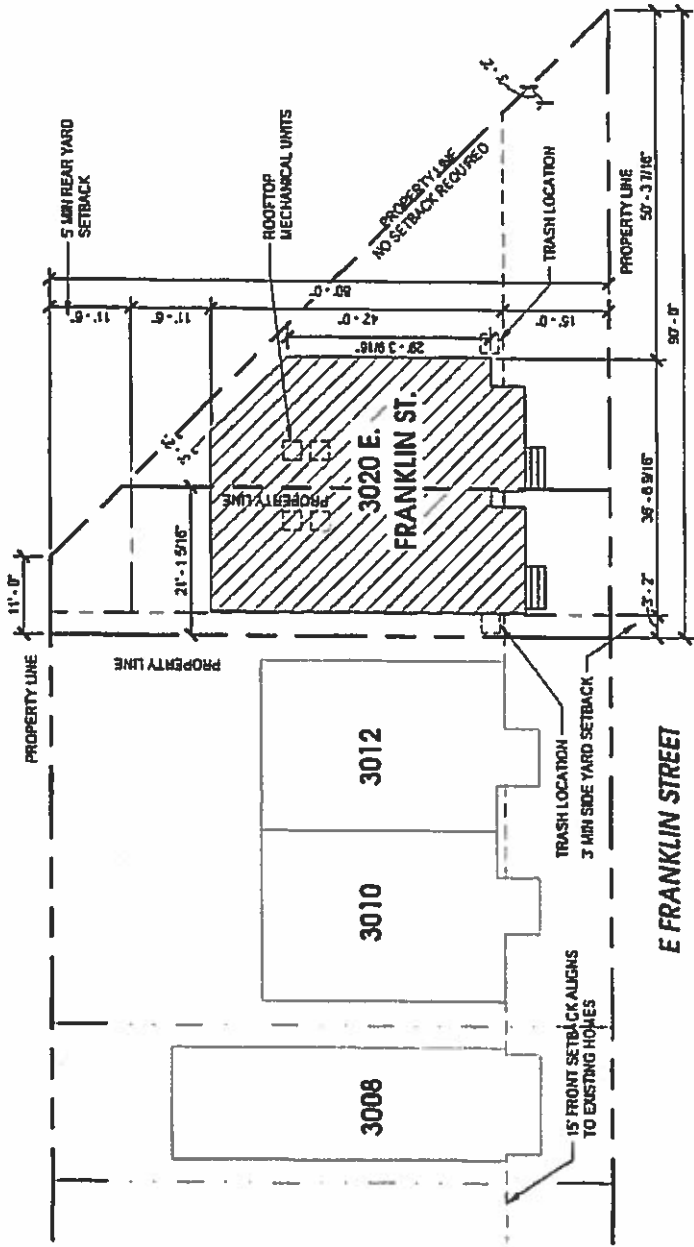 5' MIN REAR YARD
SETBACK
ROOFTOP
MECHANICAL UNITS
PROPERTY LINE
NO SETBACK REQUIRED
TRASH LOCATION
PROPERTY LINE
50' - 3 7/16"
90' - 0"
80' - 0"
11' - 6"
11' - 6"
42' - 0"
15' - 0"
29' - 3 9/16"
3020 E.
FRANKLIN ST.
PROPERTY LINE
36' - 6 9/16"
21' - 1 5/16"
11' - 0"
3' - 2"
PROPERTY LINE
PROPERTY LINE
3012
3010
3008
TRASH LOCATION
3' MIN SIDE YARD SETBACK
15' FRONT SETBACK ALIGNS
TO EXISTING HOMES
E FRANKLIN STREET